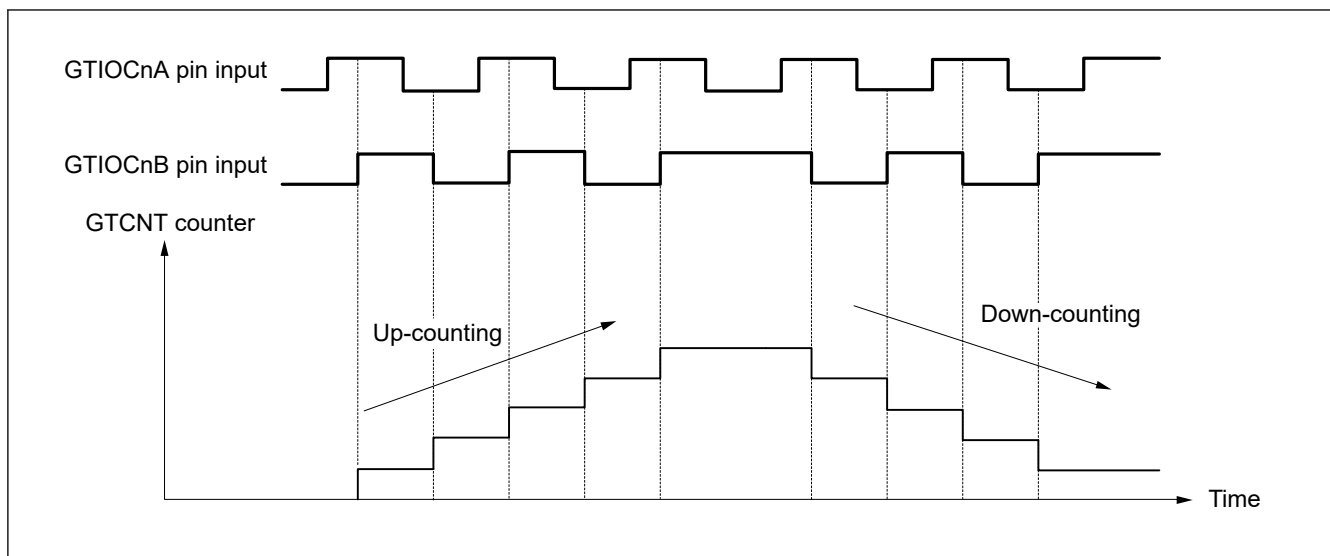 GTIOCnA pin input
GTIOCnB pin input
GTCNT counter
Up-counting
Down-counting
Time